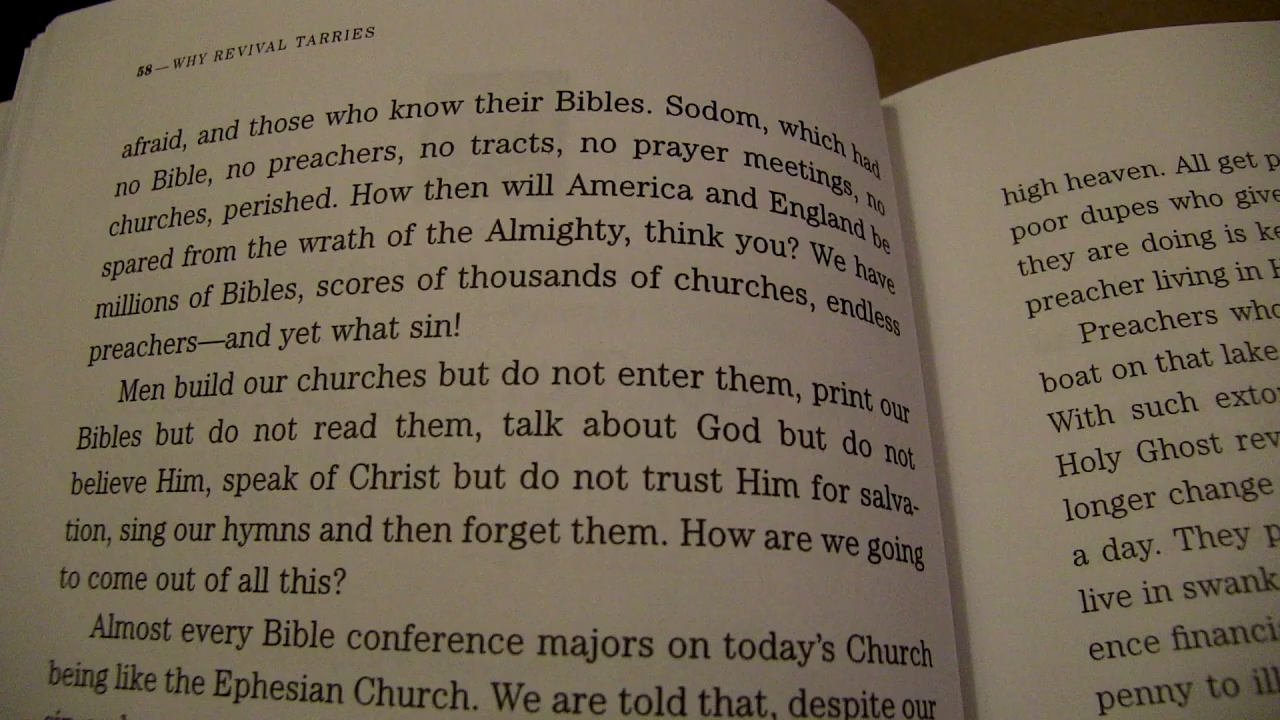 58—WHY REVIVAL TARRIES
afraid, and those who know their Bibles. Sodom, which had
no Bible, no preachers, no tracts, no prayer meetings, no
churches, perished. How then will America and England be
spared from the wrath of the Almighty, think you? We have
millions of Bibles, scores of thousands of churches, endless
preachers—and yet what sin!
Men build our churches but do not enter them, print our
Bibles but do not read them, talk about God but do not
believe Him, speak of Christ but do not trust Him for salva-
tion, sing our hymns and then forget them. How are we going
to come out of all this?
Almost every Bible conference majors on today's Church
being like the Ephesian Church. We are told that, despite our
high heaven. All get
poor dupes who give
they are doing is
preacher living in
Preachers who
boat on that lake
With such
Holy Ghost
longer change
a day. They
live in
penny to